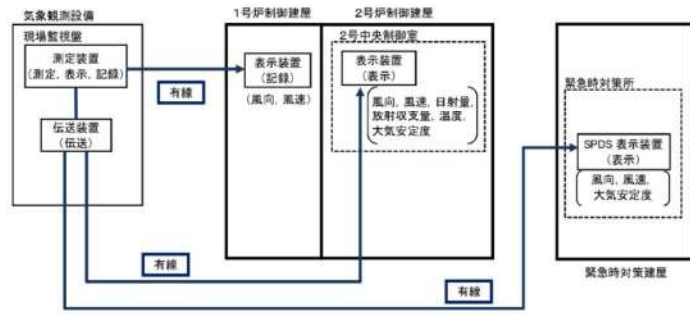 気象観測設備
現場監視盤
測定装置
(測定, 表示, 記録)
伝送装置
(伝送)
有線
1号炉制御建屋
表示装置
(記録)
(風向, 風速)
2号炉制御建屋
2号中央制御室
表示装置
(表示)
風向, 風速, 日射量,
放射収支量, 温度,
大気安定度
緊急時対策所
SPDS 表示装置
(表示)
風向, 風速,
大気安定度
緊急時対策建屋
有線
有線